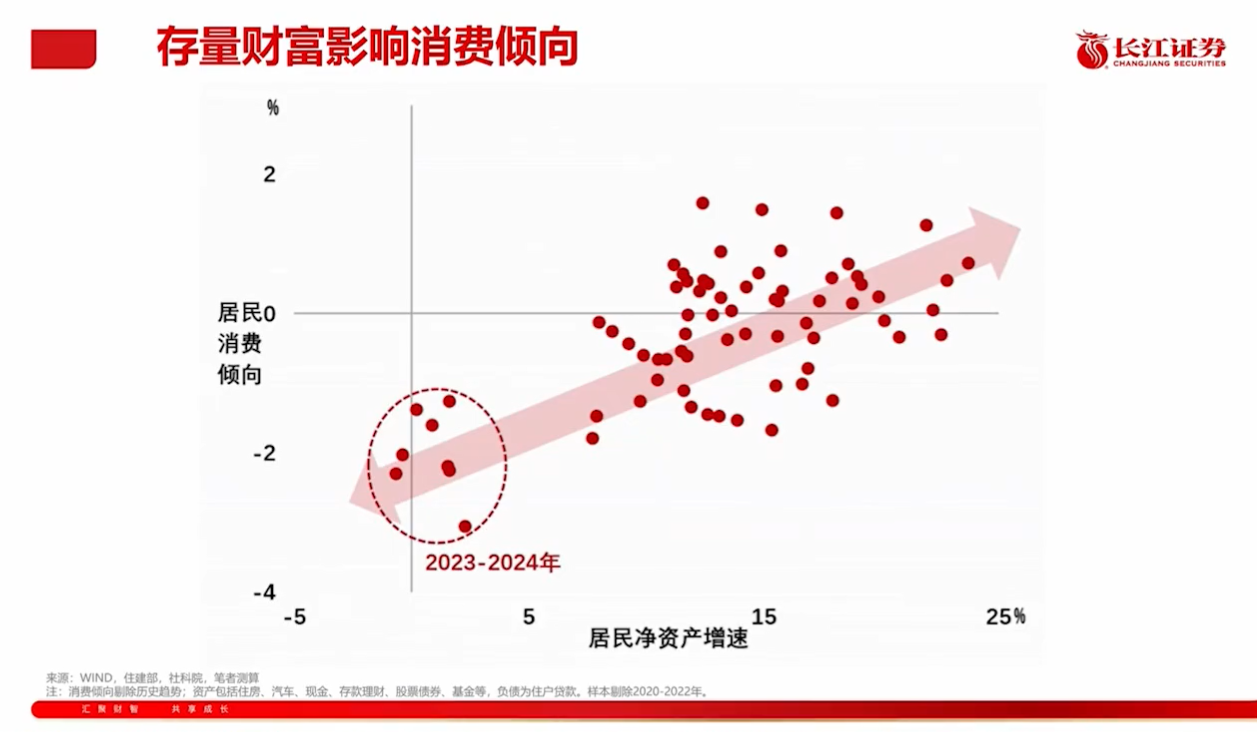 存量财富影响消费倾向
长江证券
CHANGJIANG SECURITIES
%
2
居民
消费
倾向
0
-2
-4
2023-2024年
-5
5
15
25%
居民净资产增速
来源：WIND，住建部，社科院，笔者测算
注：消费倾向剔除历史趋势；资产包括住房、汽车、现金、存款理财、股票债券、基金等，负债为住户贷款。样本剔除2020-2022年。
汇聚财智 共享成长